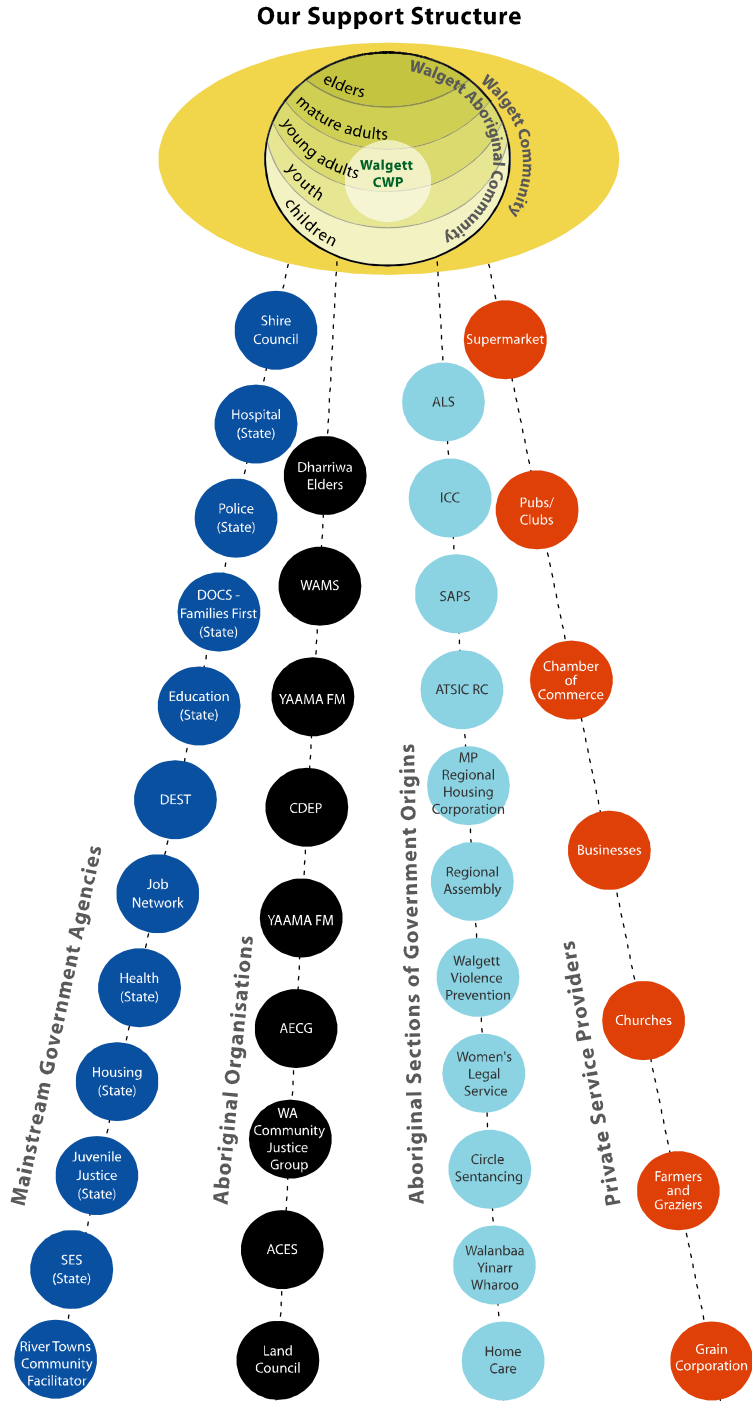 Our Support Structure
elders
mature adults
young adults
youth
children
Walgett
CWP
Walgett Aboriginal Community
Walgett Community
Shire
Council
Hospital
(State)
Police
(State)
DOCS -
Families First
(State)
Education
(State)
DEST
Job
Network
Health
(State)
Housing
(State)
Juvenile
Justice
(State)
SES
(State)
River Towns
Community
Facilitator
Mainstream Government Agencies
Dharriwa
Elders
WAMS
YAAMA FM
CDEP
YAAMA FM
AECG
WA
Community
Justice
Group
ACES
Land
Council
Aboriginal Organisations
ALS
ICC
SAPS
ATSIC RC
MP
Regional
Housing
Corporation
Regional
Assembly
Walgett
Violence
Prevention
Women's
Legal
Service
Circle
Sentancing
Walanbaa
Yinarr
Wharoo
Home
Care
Aboriginal Sections of Government Origins
Supermarket
Pubs/
Clubs
Chamber
of
Commerce
Businesses
Churches
Farmers
and
Graziers
Grain
Corporation
Private Service Providers